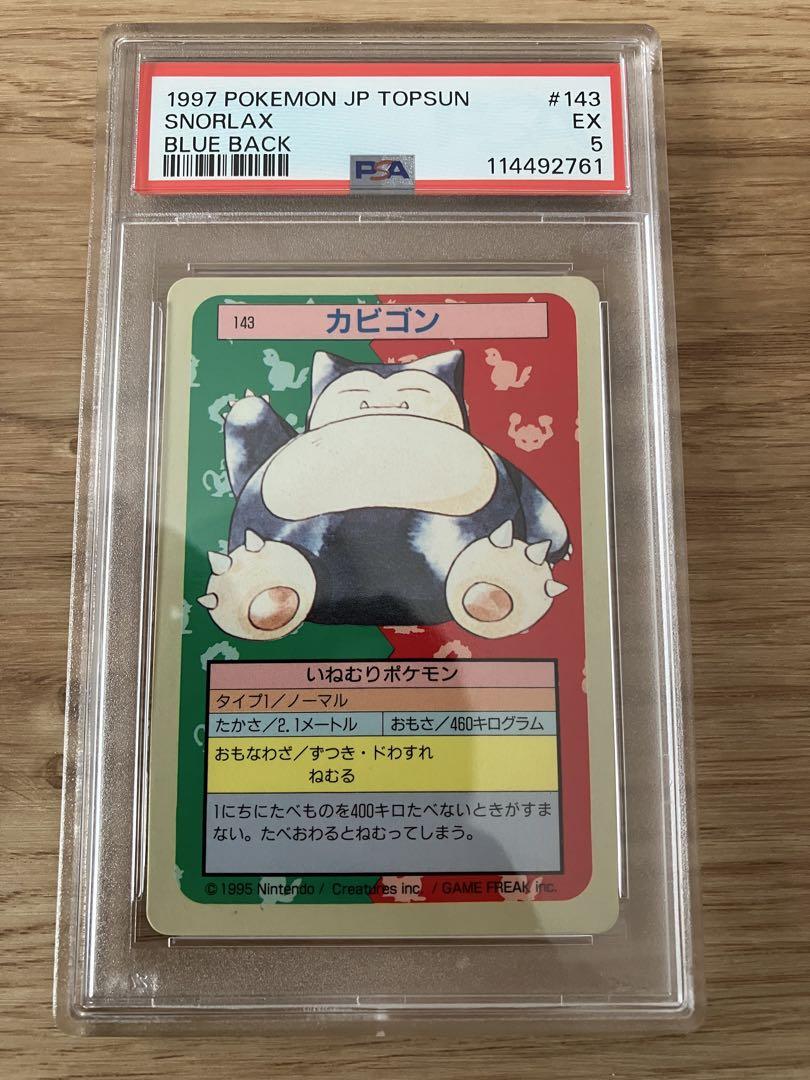 1997 POKEMON JP TOPSUN #143
SNORLAX EX
BLUE BACK 5
PSA 114492761
143 カビゴン
いねむりポケモン
タイプ1/ノーマル
たかさ/2.1メートル おもさ/460キログラム
おもなわざ/ずつき・ドわすれ
ねむる
1にちにたべものを400キロたべないときがすま
ない。たべおわるとねむってしまう。
©1995 Nintendo / Creatures inc. / GAME FREAK inc.